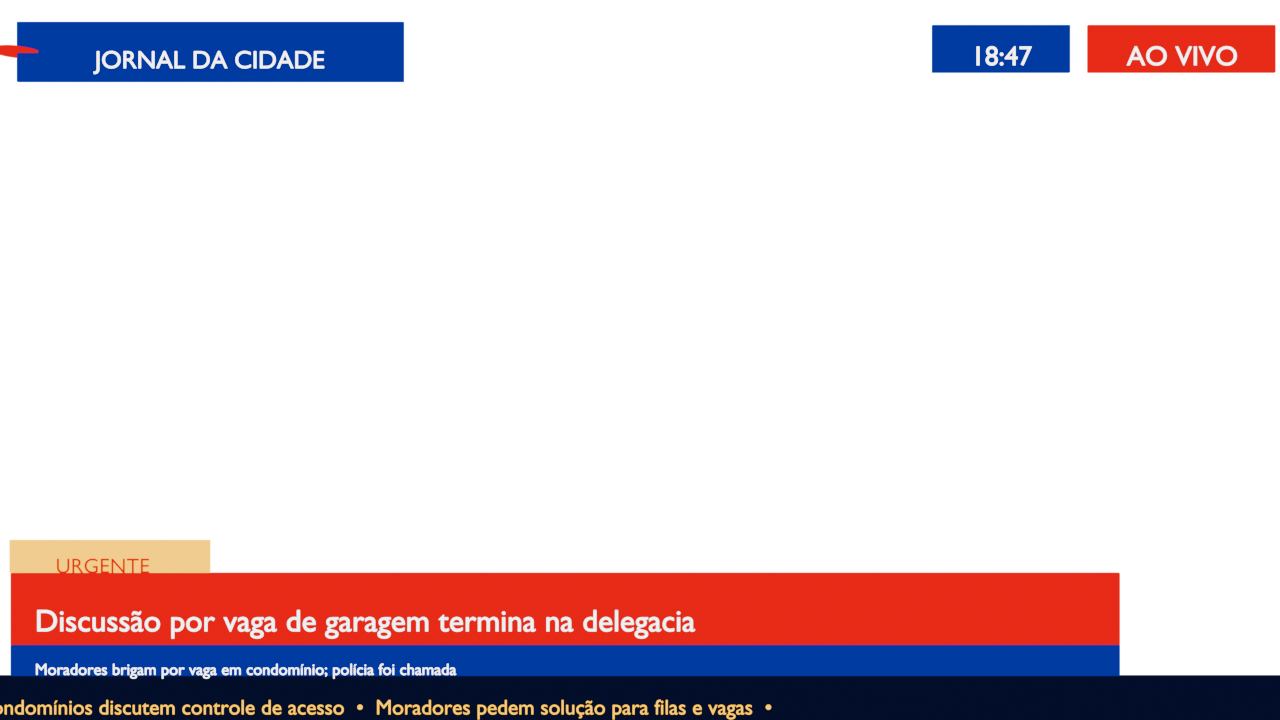 JORNAL DA CIDADE
18:47
AO VIVO
URGENTE
Discussão por vaga de garagem termina na delegacia
Moradores brigam por vaga em condomínio; polícia foi chamada
ondomínios discutem controle de acesso • Moradores pedem solução para filas e vagas •